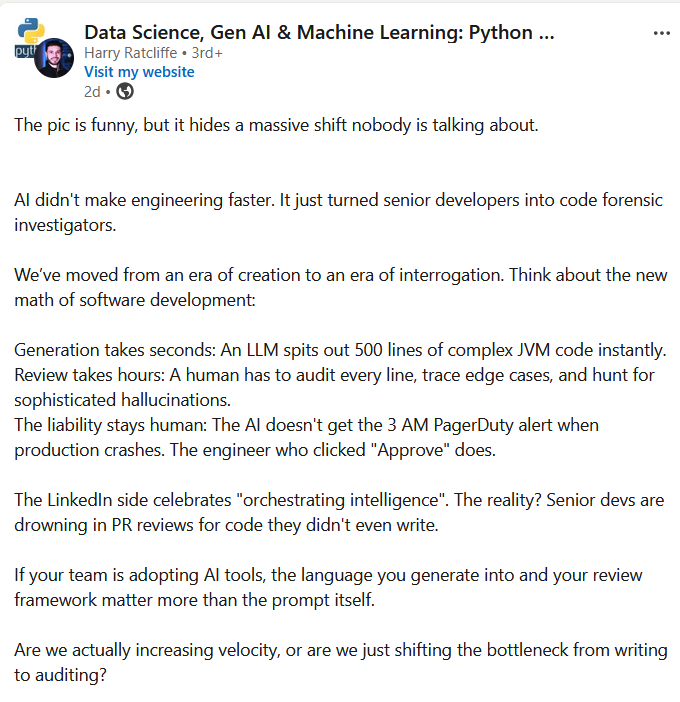 Data Science, Gen AI & Machine Learning: Python ...
Harry Ratcliffe • 3rd+
Visit my website
2d •
The pic is funny, but it hides a massive shift nobody is talking about.
AI didn't make engineering faster. It just turned senior developers into code forensic
investigators.
We’ve moved from an era of creation to an era of interrogation. Think about the new
math of software development:
Generation takes seconds: An LLM spits out 500 lines of complex JVM code instantly.
Review takes hours: A human has to audit every line, trace edge cases, and hunt for
sophisticated hallucinations.
The liability stays human: The AI doesn't get the 3 AM PagerDuty alert when
production crashes. The engineer who clicked "Approve" does.
The LinkedIn side celebrates "orchestrating intelligence". The reality? Senior devs are
drowning in PR reviews for code they didn't even write.
If your team is adopting AI tools, the language you generate into and your review
framework matter more than the prompt itself.
Are we actually increasing velocity, or are we just shifting the bottleneck from writing
to auditing?